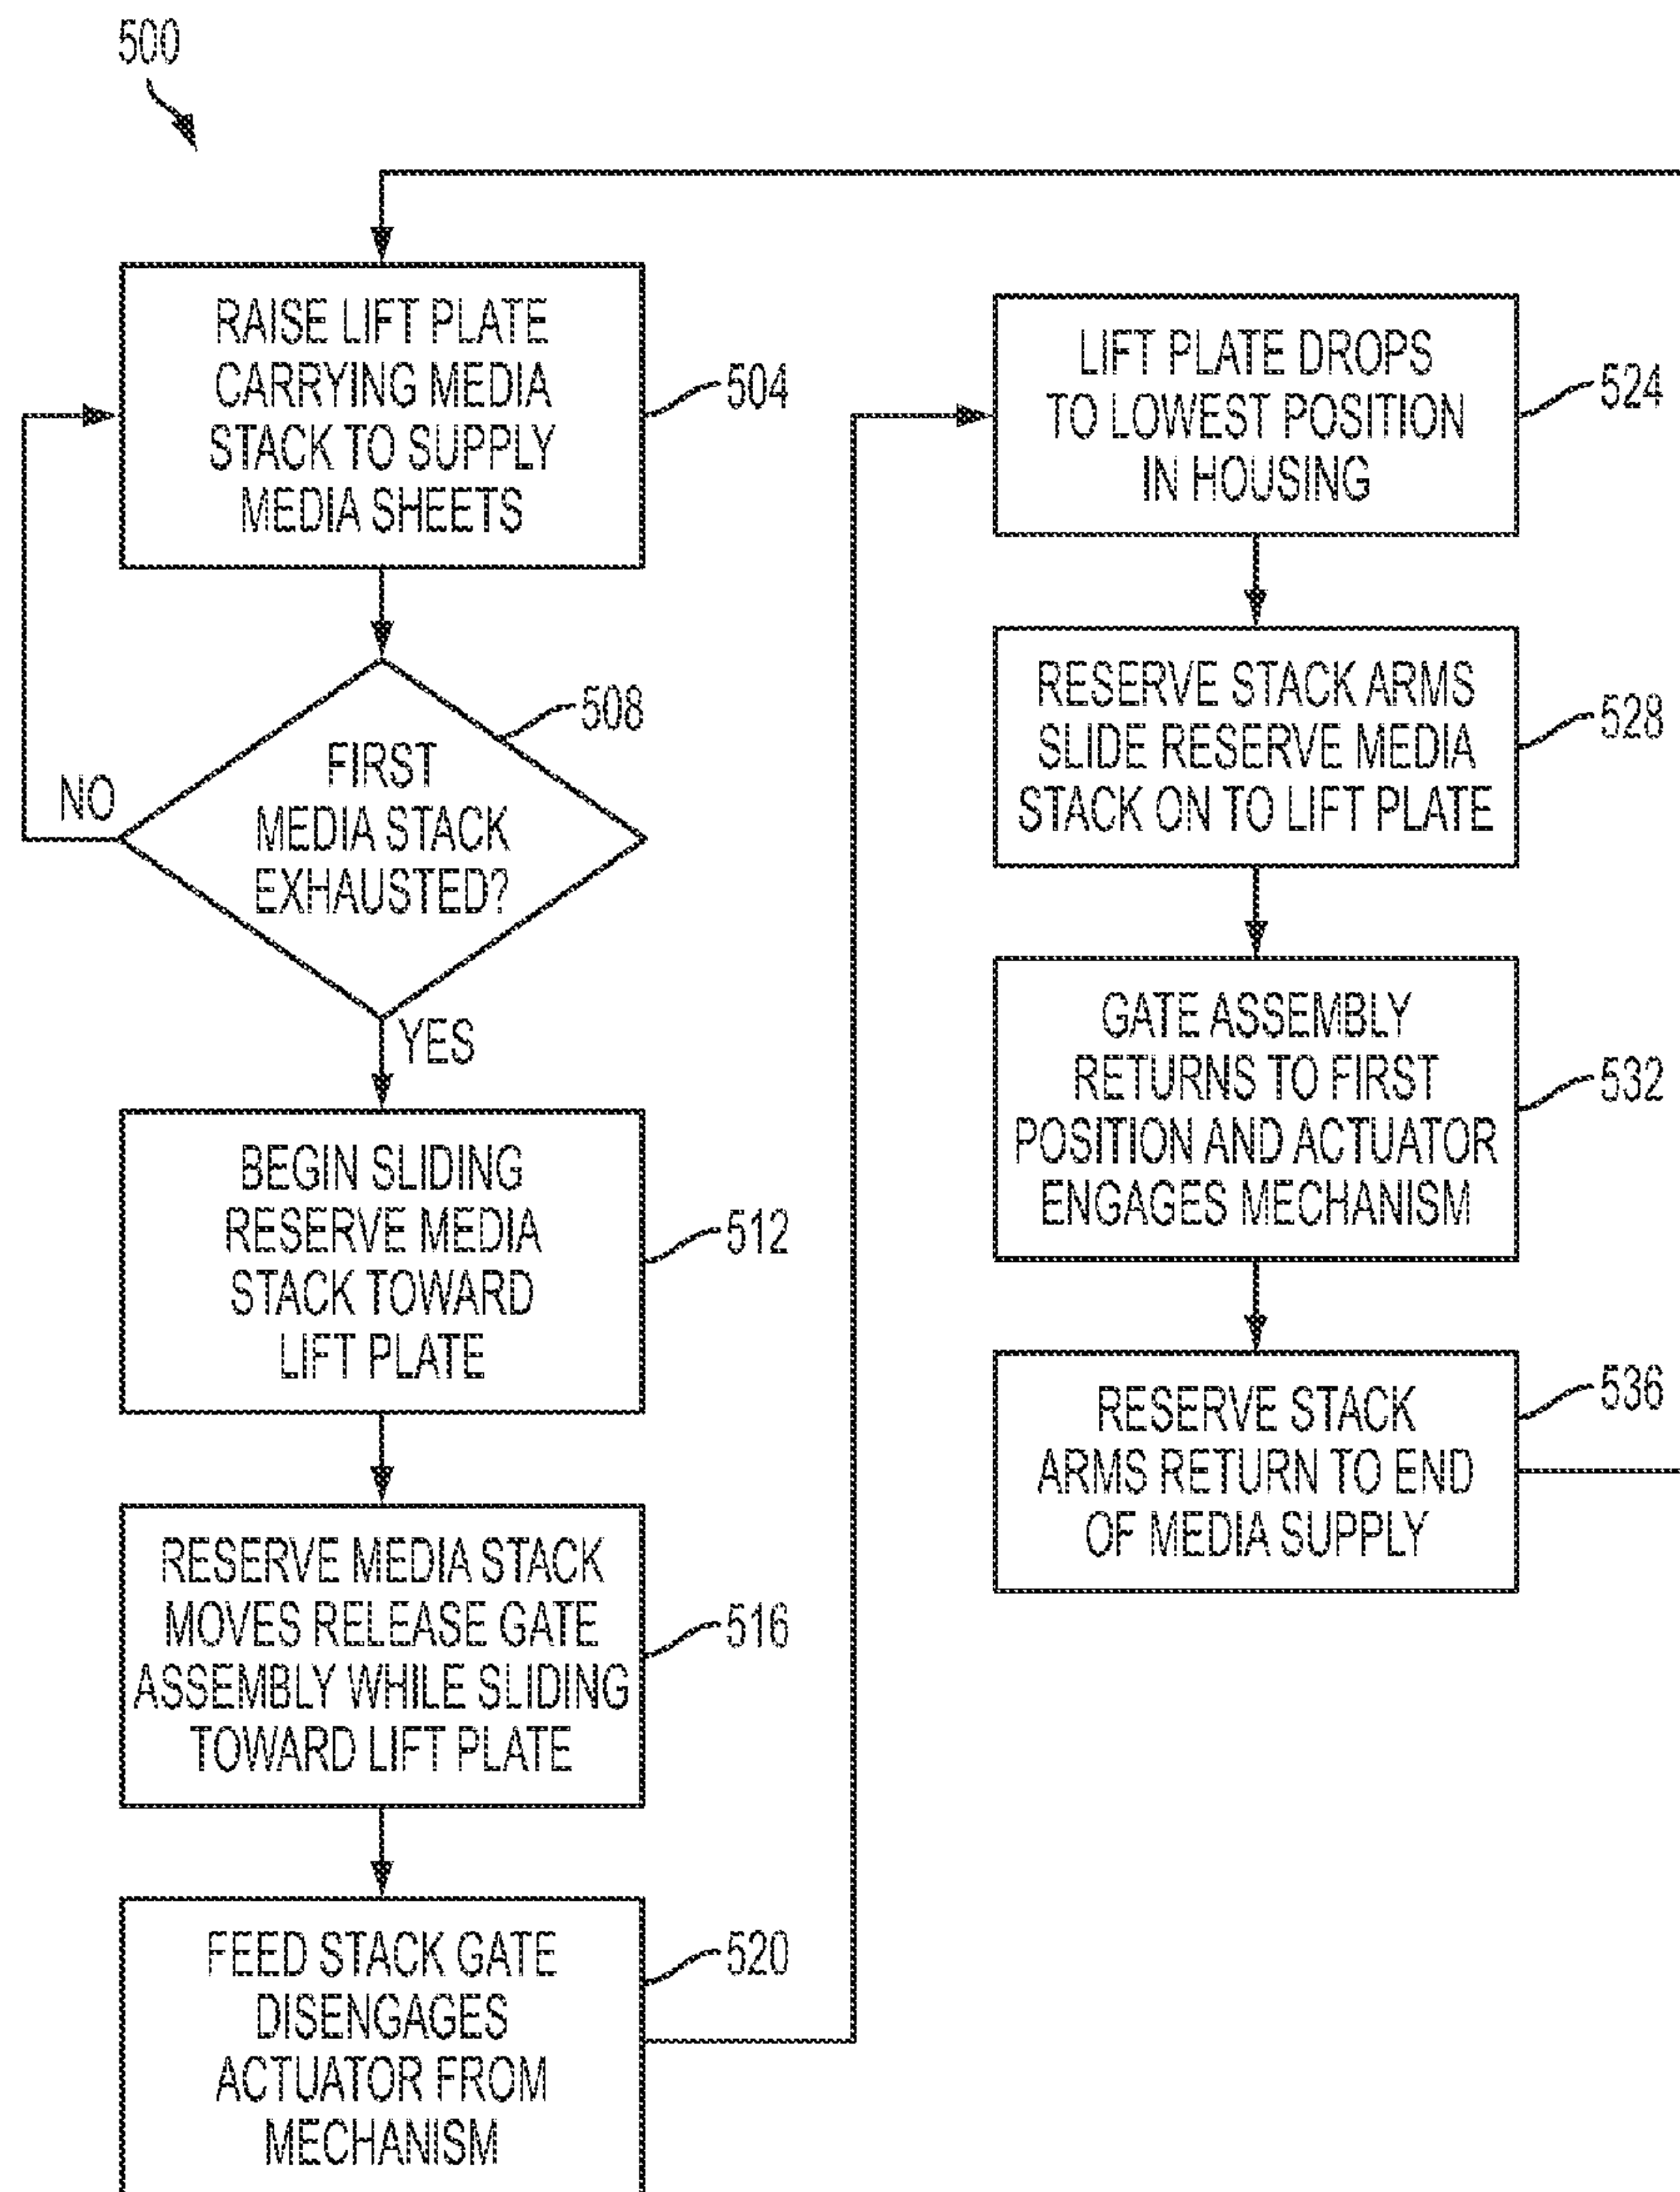 500
RAISE LIFT PLATE
CARRYING MEDIA
STACK TO SUPPLY
MEDIA SHEETS
504
FIRST
MEDIA STACK
EXHAUSTED?
508
NO
YES
BEGIN SLIDING
RESERVE MEDIA
STACK TOWARD
LIFT PLATE
512
RESERVE MEDIA STACK
MOVES RELEASE GATE
ASSEMBLY WHILE SLIDING
TOWARD LIFT PLATE
516
FEED STACK GATE
DISENGAGES
ACTUATOR FROM
MECHANISM
520
LIFT PLATE DROPS
TO LOWEST POSITION
IN HOUSING
524
RESERVE STACK ARMS
SLIDE RESERVE MEDIA
STACK ON TO LIFT PLATE
528
GATE ASSEMBLY
RETURNS TO FIRST
POSITION AND ACTUATOR
ENGAGES MECHANISM
532
RESERVE STACK
ARMS RETURN TO END
OF MEDIA SUPPLY
536